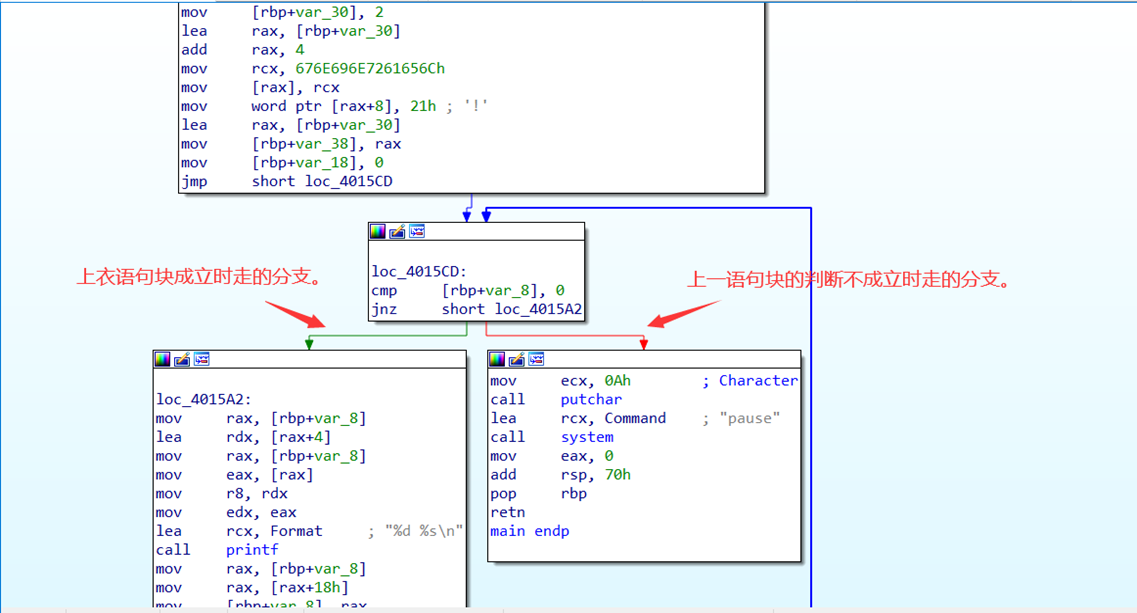 mov [rbp+var_30], 2
lea rax, [rbp+var_30]
add rax, 4
mov rcx, 676E696E7261656Ch
mov [rax], rcx
mov word ptr [rax+8], 21h ; '!'
lea rax, [rbp+var_30]
mov [rbp+var_38], rax
mov [rbp+var_18], 0
jmp short loc_4015CD
loc_4015CD:
cmp [rbp+var_8], 0
jnz short loc_4015A2
上衣语句块成立时走的分支。
上一语句块的判断不成立时走的分支。
loc_4015A2:
mov rax, [rbp+var_8]
lea rdx, [rax+4]
mov rax, [rbp+var_8]
mov eax, [rax]
mov r8, rdx
mov edx, eax
lea rcx, Format ; "%d %s\n"
call printf
mov rax, [rbp+var_8]
mov rax, [rax+18h]
mov [rbp+var_8], rax
mov ecx, 0Ah ; Character
call putchar
lea rcx, Command ; "pause"
call system
mov eax, 0
add rsp, 70h
pop rbp
retn
main endp